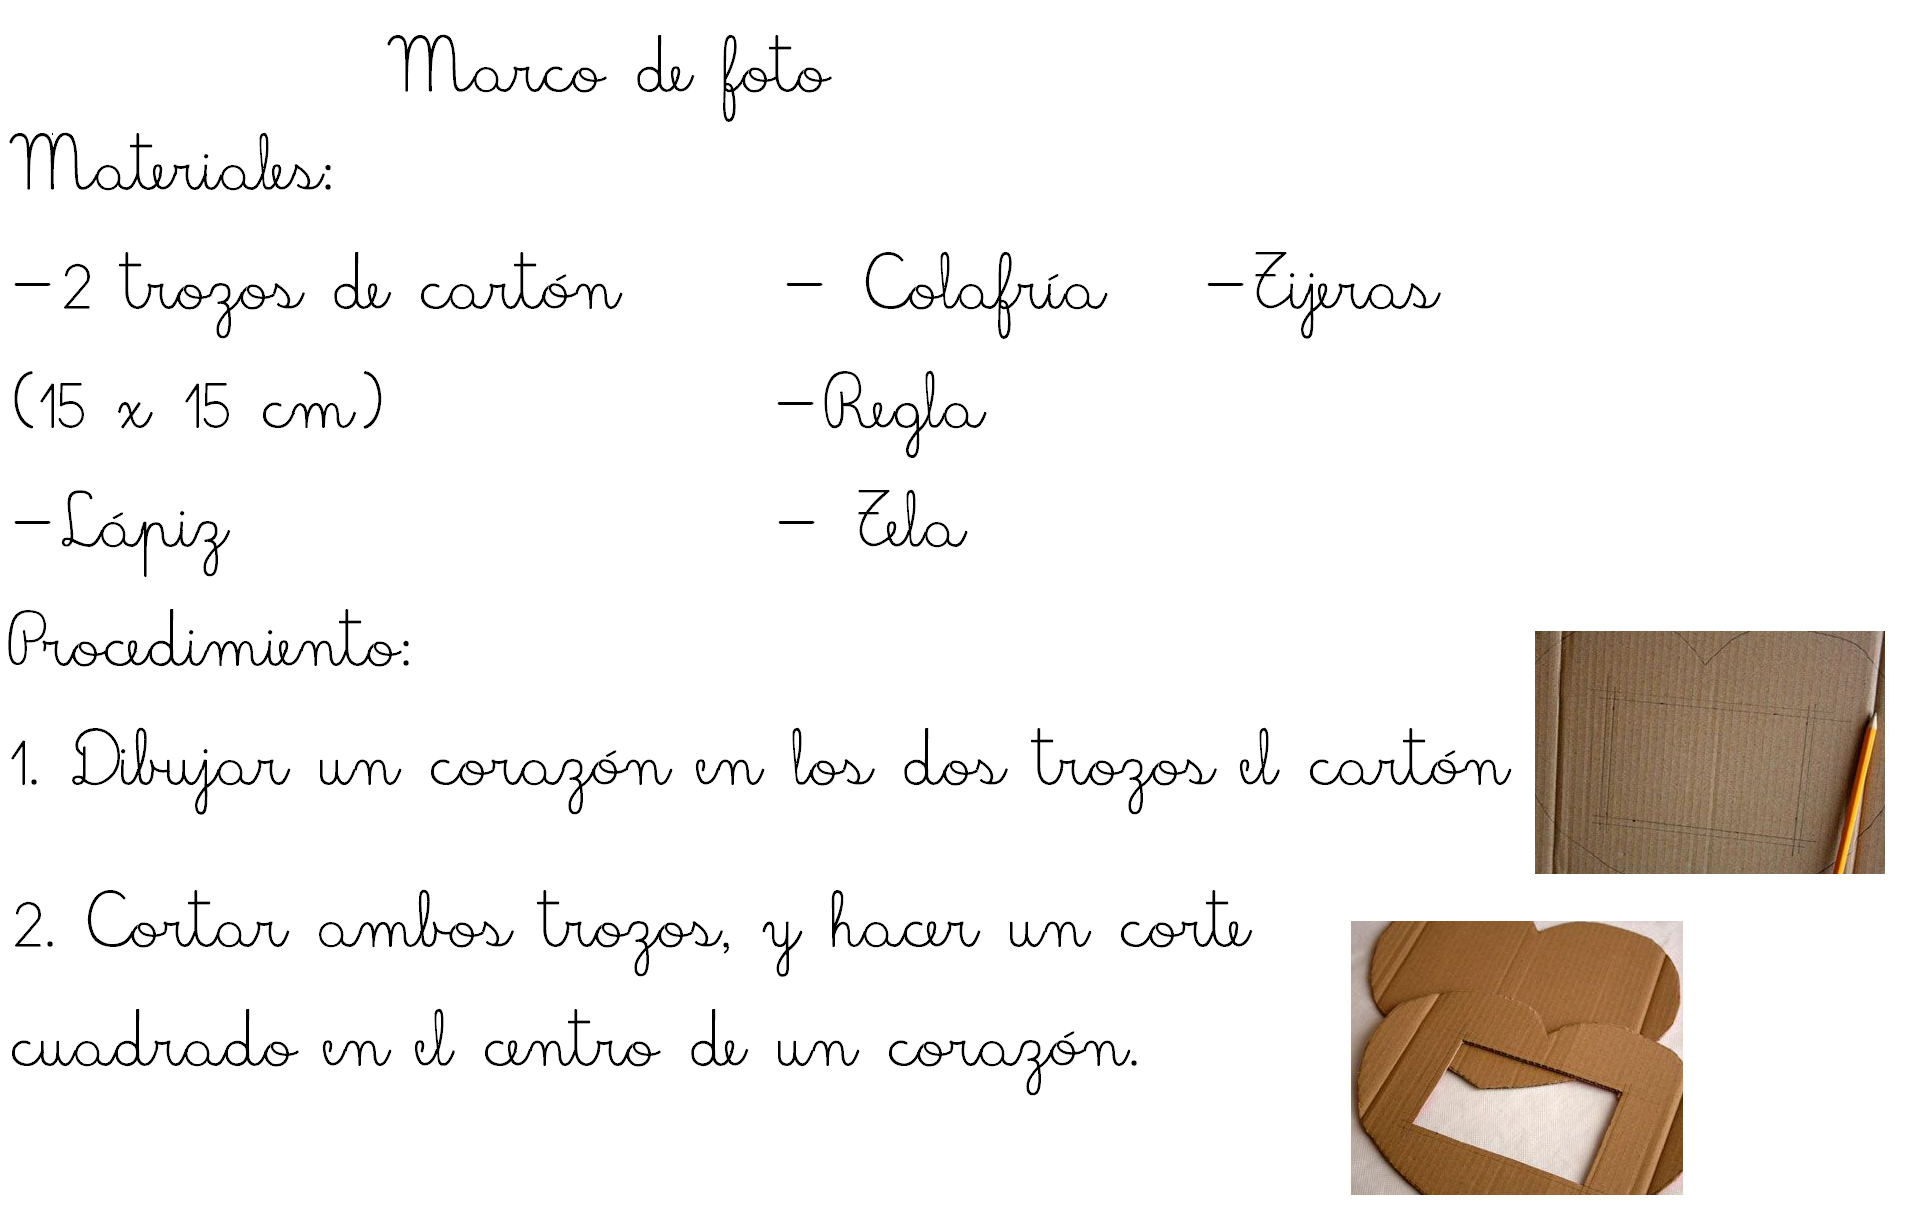 Marco de foto
Materiales:
-2 trozos de cartón - Colafría -Tijeras
(15 x 15 cm) -Regla
-Lápiz - Tela
Procedimiento:
1. Dibujar un corazón en los dos trozos el cartón
2. Cortar ambos trozos, y hacer un corte
cuadrado en el centro de un corazón.